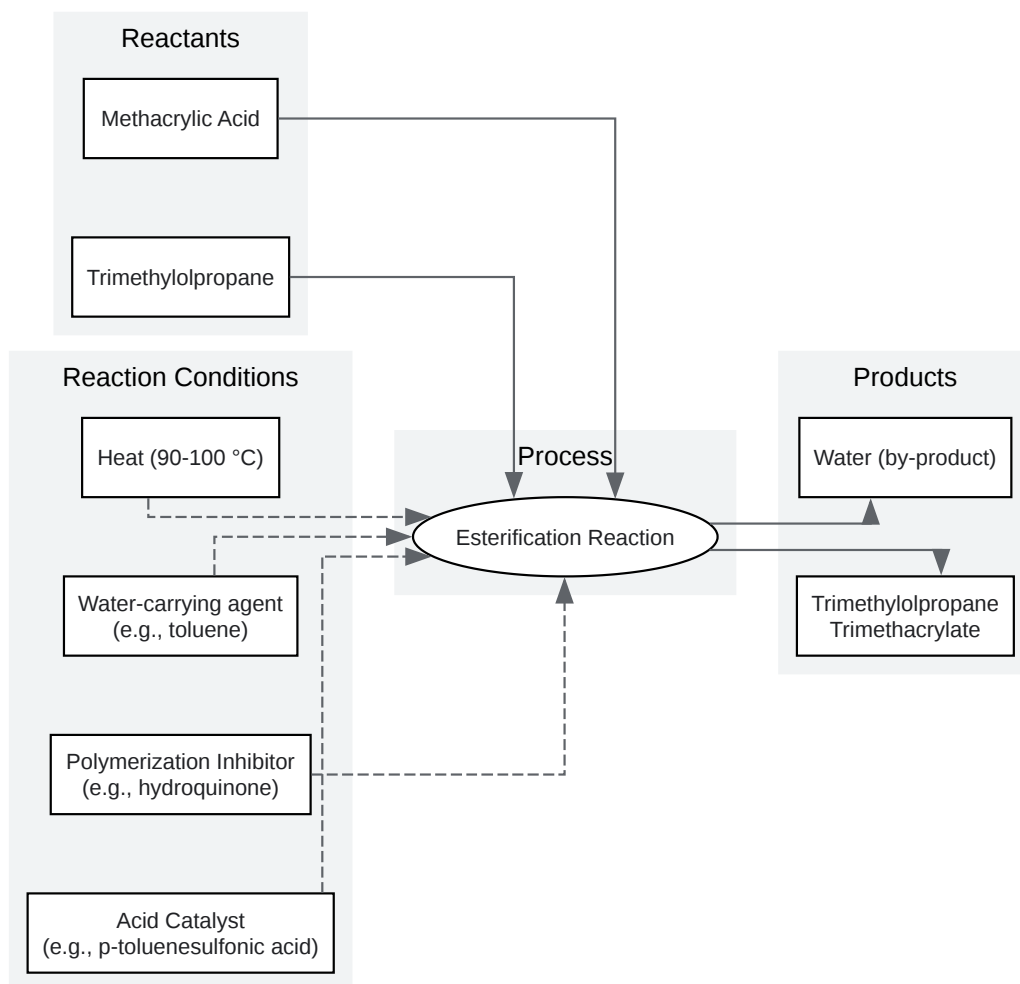 Reactants
Methacrylic Acid
Trimethylolpropane
Reaction Conditions
Heat (90-100 °C)
Water-carrying agent
(e.g., toluene)
Polymerization Inhibitor
(e.g., hydroquinone)
Acid Catalyst
(e.g., p-toluenesulfonic acid)
Process
Esterification Reaction
Products
Water (by-product)
Trimethylolpropane
Trimethacrylate